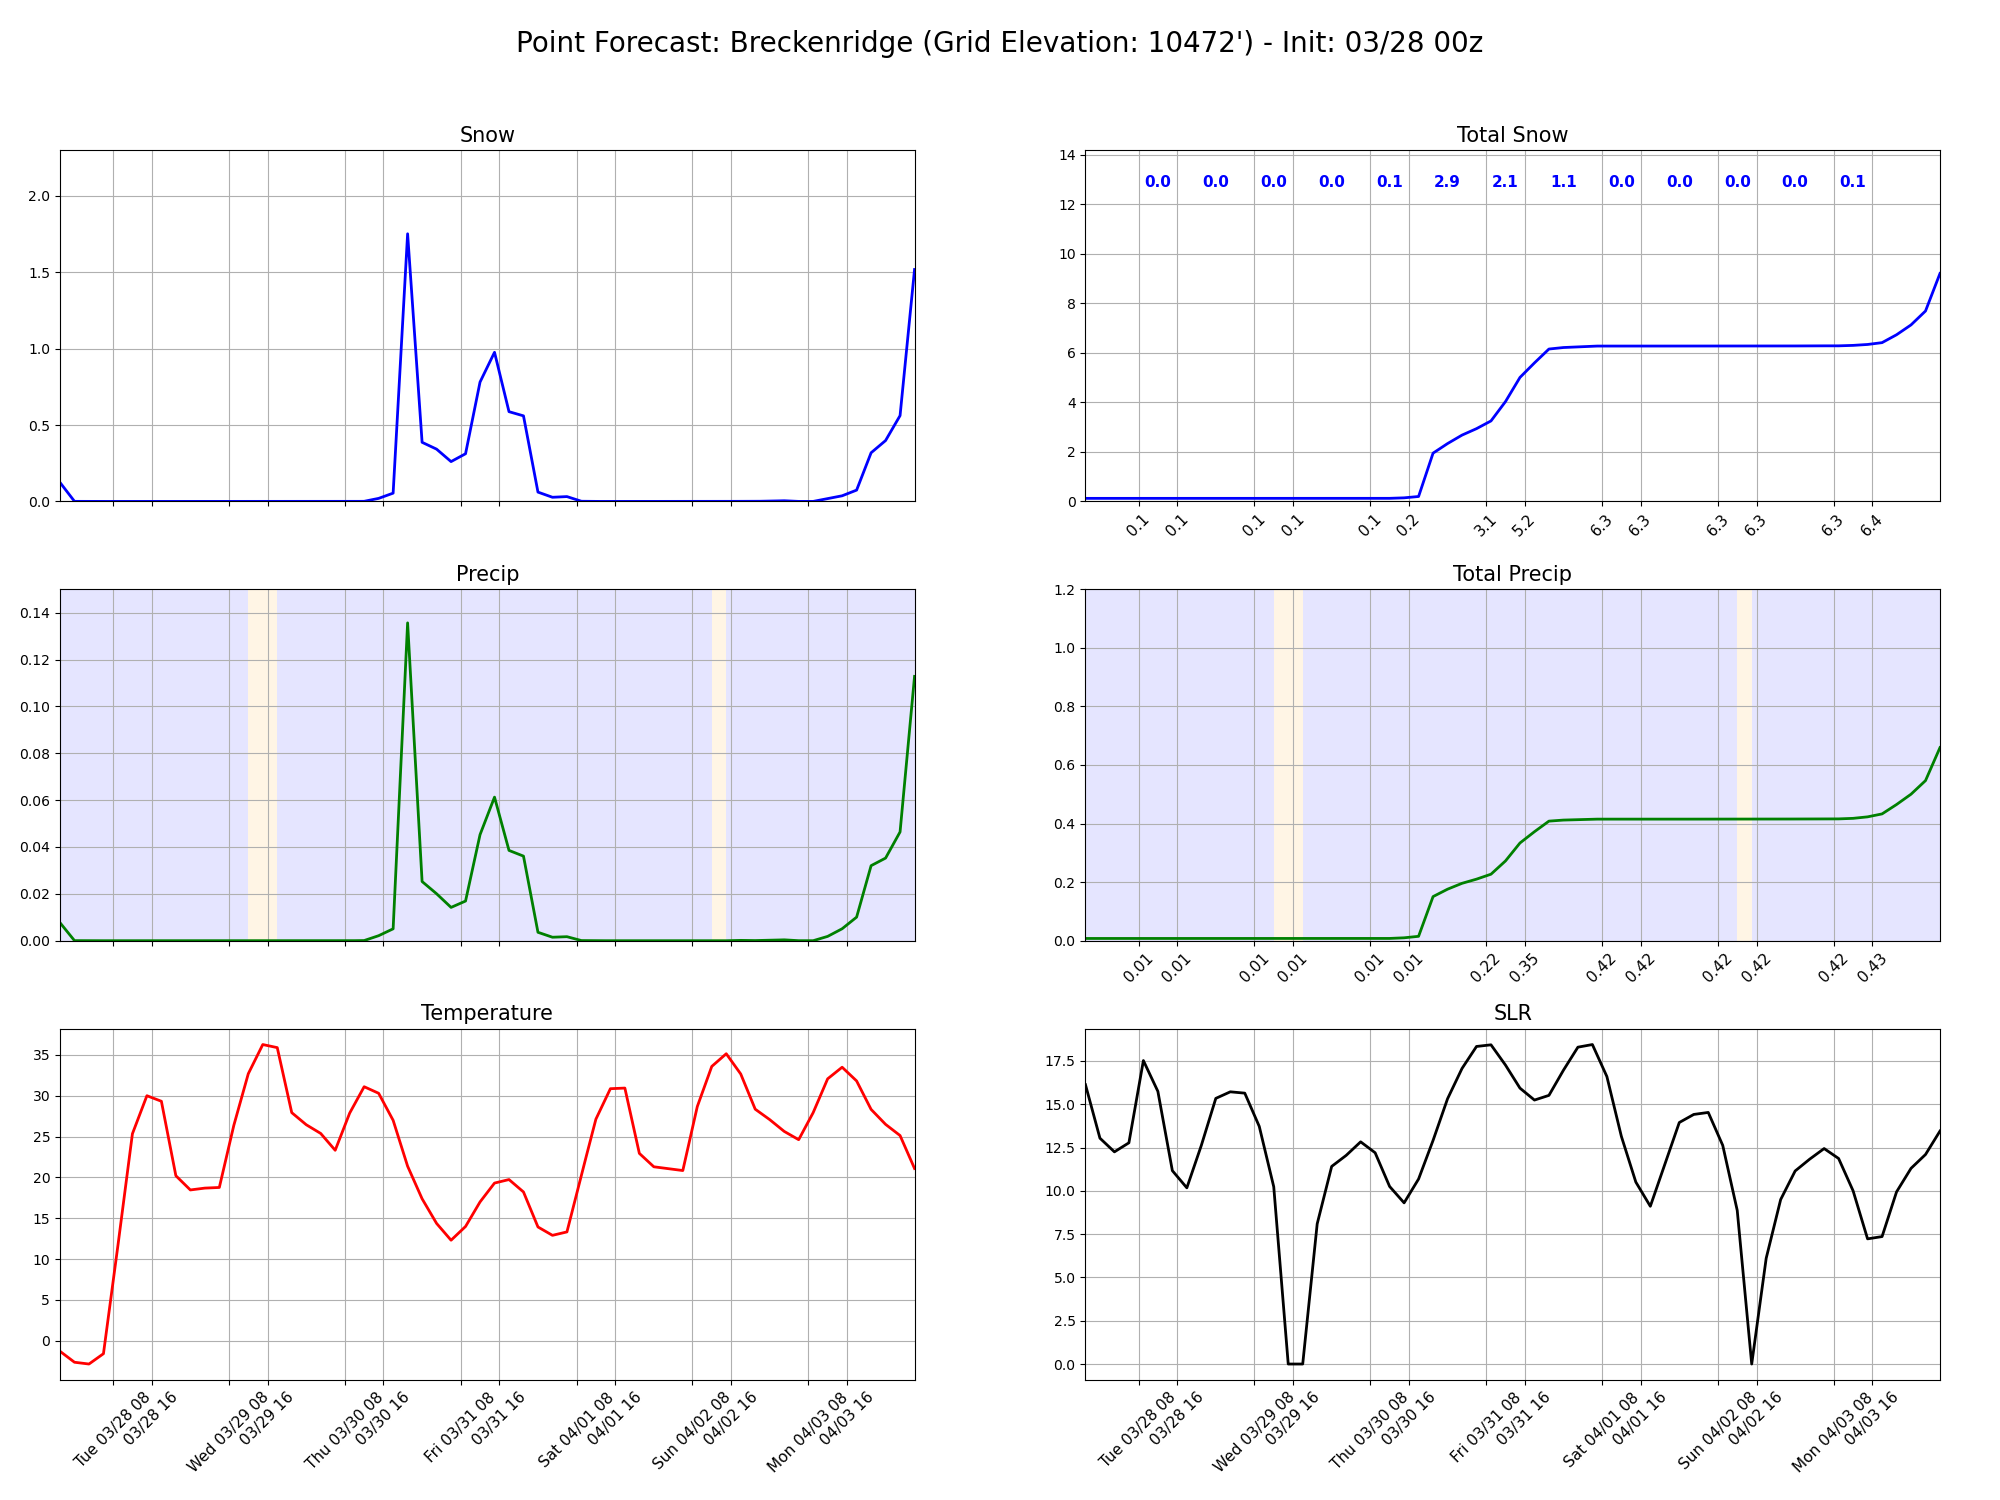 Point Forecast: Breckenridge (Grid Elevation: 10472') - Init: 03/28 00z
Snow
2.0
1.5
1.0
0.5
0.0
Total Snow
14
12
10
8
6
4
2
0
0.0 0.0 0.0 0.0 0.1 2.9 2.1 1.1 0.0 0.0 0.0 0.0 0.1
0.1 0.1 0.1 0.1 0.1 0.2 3.1 5.2 6.3 6.3 6.3 6.3 6.3 6.4
Precip
0.14
0.12
0.10
0.08
0.06
0.04
0.02
0.00
Total Precip
1.2
1.0
0.8
0.6
0.4
0.2
0.0
0.01 0.01 0.01 0.01 0.01 0.01 0.22 0.35 0.42 0.42 0.42 0.42 0.42 0.43
Temperature
35
30
25
20
15
10
5
0
Tue 03/28 08
03/28 16
Wed 03/29 08
03/29 16
Thu 03/30 08
03/30 16
Fri 03/31 08
03/31 16
Sat 04/01 08
04/01 16
Sun 04/02 08
04/02 16
Mon 04/03 08
04/03 16
SLR
17.5
15.0
12.5
10.0
7.5
5.0
2.5
0.0
Tue 03/28 08
03/28 16
Wed 03/29 08
03/29 16
Thu 03/30 08
03/30 16
Fri 03/31 08
03/31 16
Sat 04/01 08
04/01 16
Sun 04/02 08
04/02 16
Mon 04/03 08
04/03 16